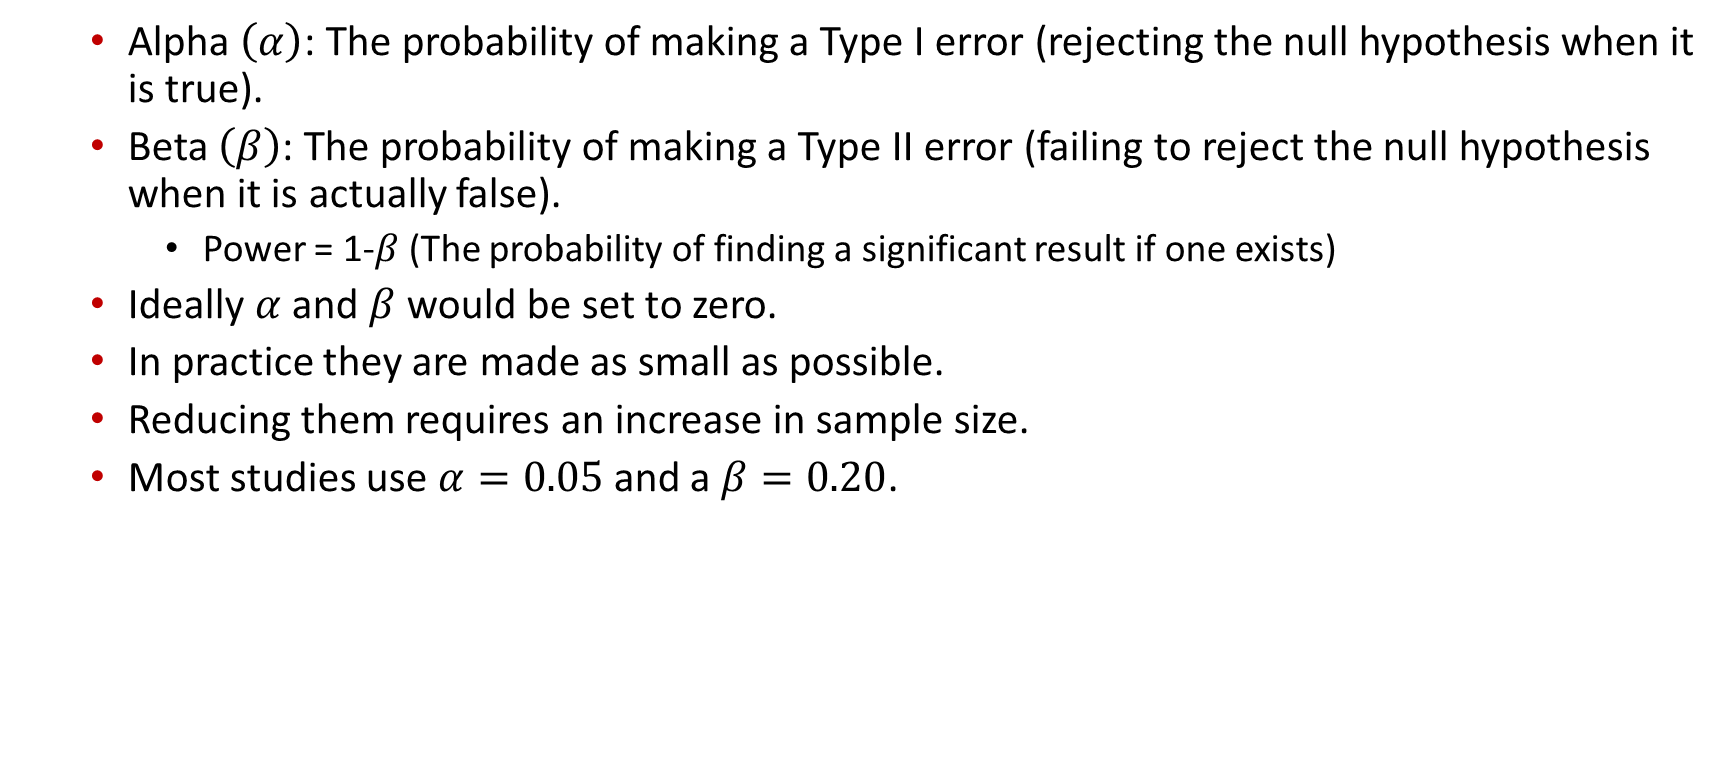 • Alpha (α): The probability of making a Type I error (rejecting the null hypothesis when it
is true).
• Beta (β): The probability of making a Type II error (failing to reject the null hypothesis
when it is actually false).
• Power = 1-β (The probability of finding a significant result if one exists)
• Ideally α and β would be set to zero.
• In practice they are made as small as possible.
• Reducing them requires an increase in sample size.
• Most studies use α = 0.05 and a β = 0.20.